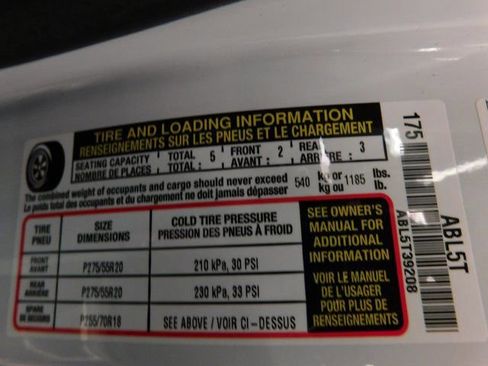 TIRE AND LOADING INFORMATION
RENSEIGNEMENTS SUR LES PNEUS ET LE CHARGEMENT
SEATING CAPACITY TOTAL : 5 FRONT : 2 REAR : 3
NOMBRE DE PLACES TOTAL : AVANT : ARRIÈRE :
The combined weight of occupants and cargo should never exceed 540 kg or 1185 lbs.
Le poids total des occupants et du chargement ne doit jamais dépasser kg ou lb.
TIRE SIZE COLD TIRE PRESSURE
PNEU DIMENSIONS PRESSION DES PNEUS À FROID
FRONT
AVANT P275/55R20 210 kPa, 30 PSI
REAR
ARRIÈRE P275/55R20 230 kPa, 33 PSI
SPARE
DE SECOURS P255/70R18 SEE ABOVE / VOIR CI - DESSUS
SEE OWNER'S
MANUAL FOR
ADDITIONAL
INFORMATION
VOIR LE MANUEL
DE L'USAGER
POUR PLUS DE
RENSEIGNEMENTS
175 ABL5T
ABL5T39208